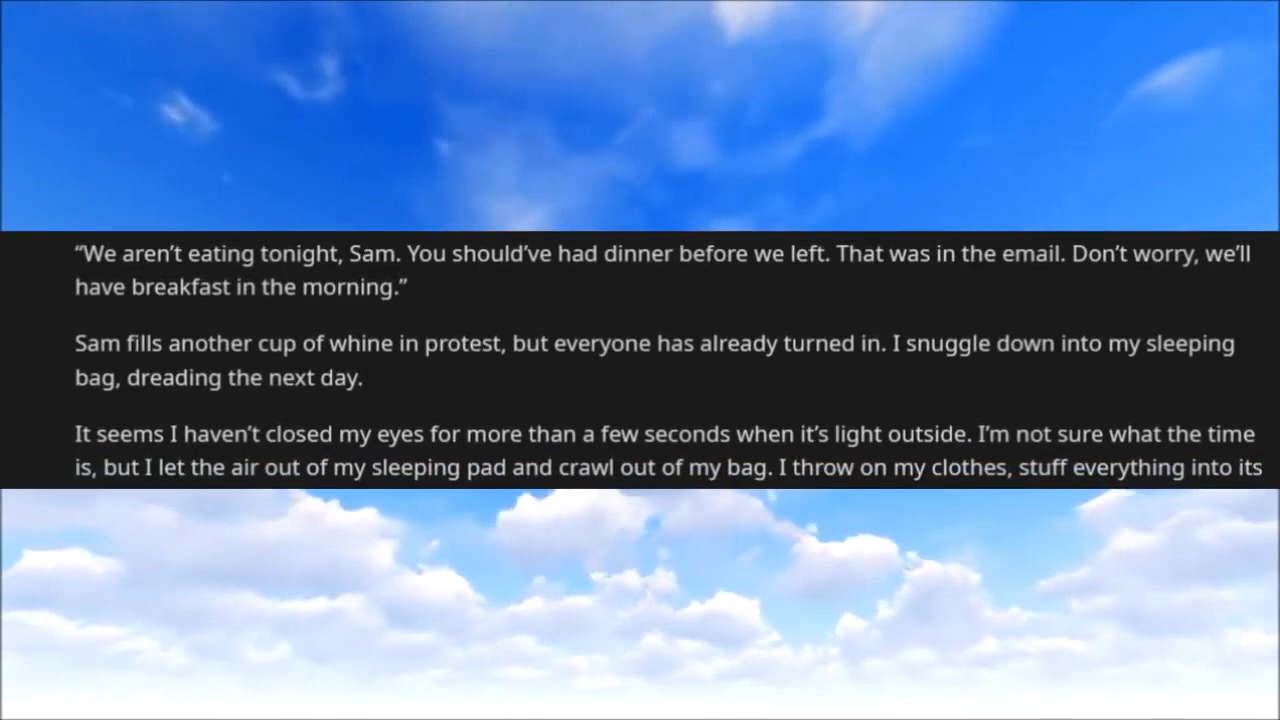 “We aren’t eating tonight, Sam. You should’ve had dinner before we left. That was in the email. Don’t worry, we’ll
have breakfast in the morning.”
Sam fills another cup of whine in protest, but everyone has already turned in. I snuggle down into my sleeping
bag, dreading the next day.
It seems I haven’t closed my eyes for more than a few seconds when it’s light outside. I’m not sure what the time
is, but I let the air out of my sleeping pad and crawl out of my bag. I throw on my clothes, stuff everything into its